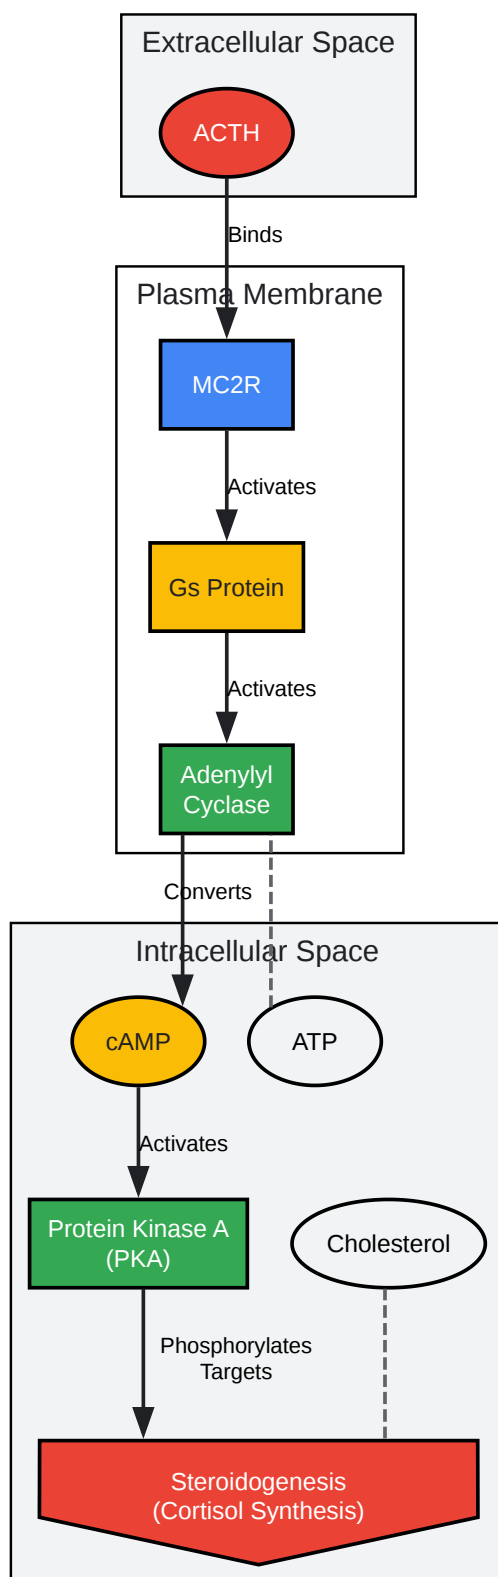 Extracellular Space
ACTH
Binds
Plasma Membrane
MC2R
Activates
Gs Protein
Activates
Adenylyl
Cyclase
Converts
Intracellular Space
cAMP
ATP
Activates
Protein Kinase A
(PKA)
Cholesterol
Phosphorylates
Targets
Steroidogenesis
(Cortisol Synthesis)